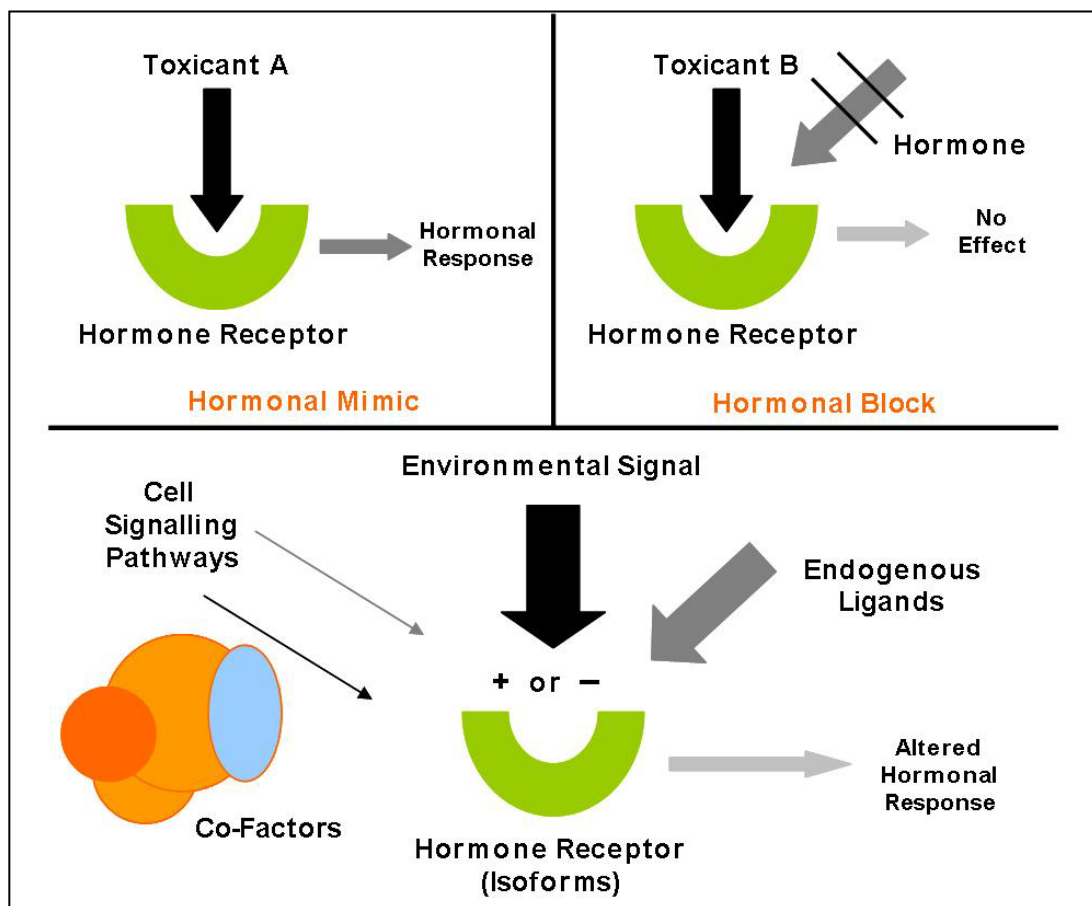 Toxicant A
Hormonal
Response
Hormone Receptor
Hormonal Mimic
Toxicant B
Hormone
No
Effect
Hormone Receptor
Hormonal Block
Environmental Signal
Cell
Signalling
Pathways
Endogenous
Ligands
+ or −
Altered
Hormonal
Response
Co-Factors
Hormone Receptor
(Isoforms)